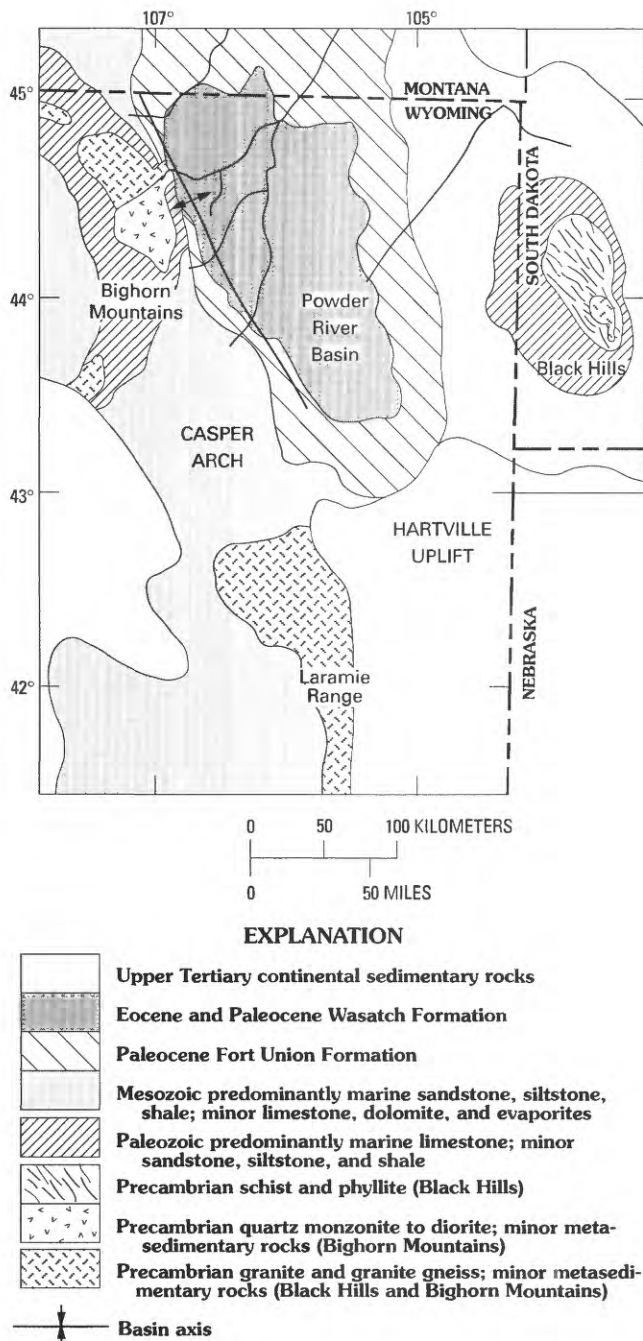 107°
105°
45°
MONTANA
WYOMING
SOUTH DAKOTA
Bighorn
Mountains
44°
Powder
River
Basin
Black Hills
CASPER
ARCH
43°
HARTVILLE
UPLIFT
NEBRASKA
42°
Laramie
Range
0 50 100 KILOMETERS
0 50 MILES
EXPLANATION
Upper Tertiary continental sedimentary rocks
Eocene and Paleocene Wasatch Formation
Paleocene Fort Union Formation
Mesozoic predominantly marine sandstone, siltstone,
shale; minor limestone, dolomite, and evaporites
Paleozoic predominantly marine limestone; minor
sandstone, siltstone, and shale
Precambrian schist and phyllite (Black Hills)
Precambrian quartz monzonite to diorite; minor meta-
sedimentary rocks (Bighorn Mountains)
Precambrian granite and granite gneiss; minor metasedi-
mentary rocks (Black Hills and Bighorn Mountains)
Basin axis